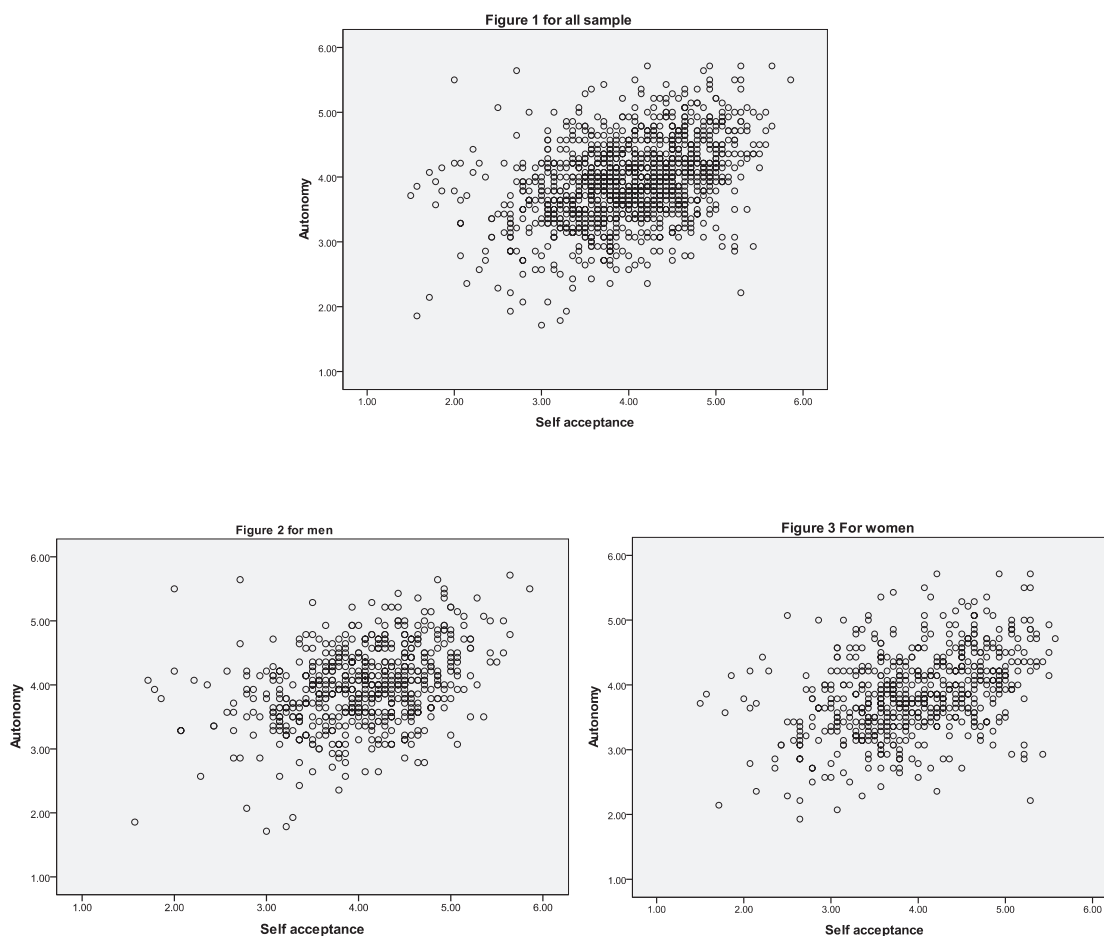 Figure 1 for all sample
6.00
5.00
4.00
3.00
2.00
1.00
Autonomy
1.00 2.00 3.00 4.00 5.00 6.00
Self acceptance
Figure 2 for men
6.00
5.00
4.00
3.00
2.00
1.00
Autonomy
1.00 2.00 3.00 4.00 5.00 6.00
Self acceptance
Figure 3 For women
6.00
5.00
4.00
3.00
2.00
1.00
Autonomy
1.00 2.00 3.00 4.00 5.00 6.00
Self acceptance